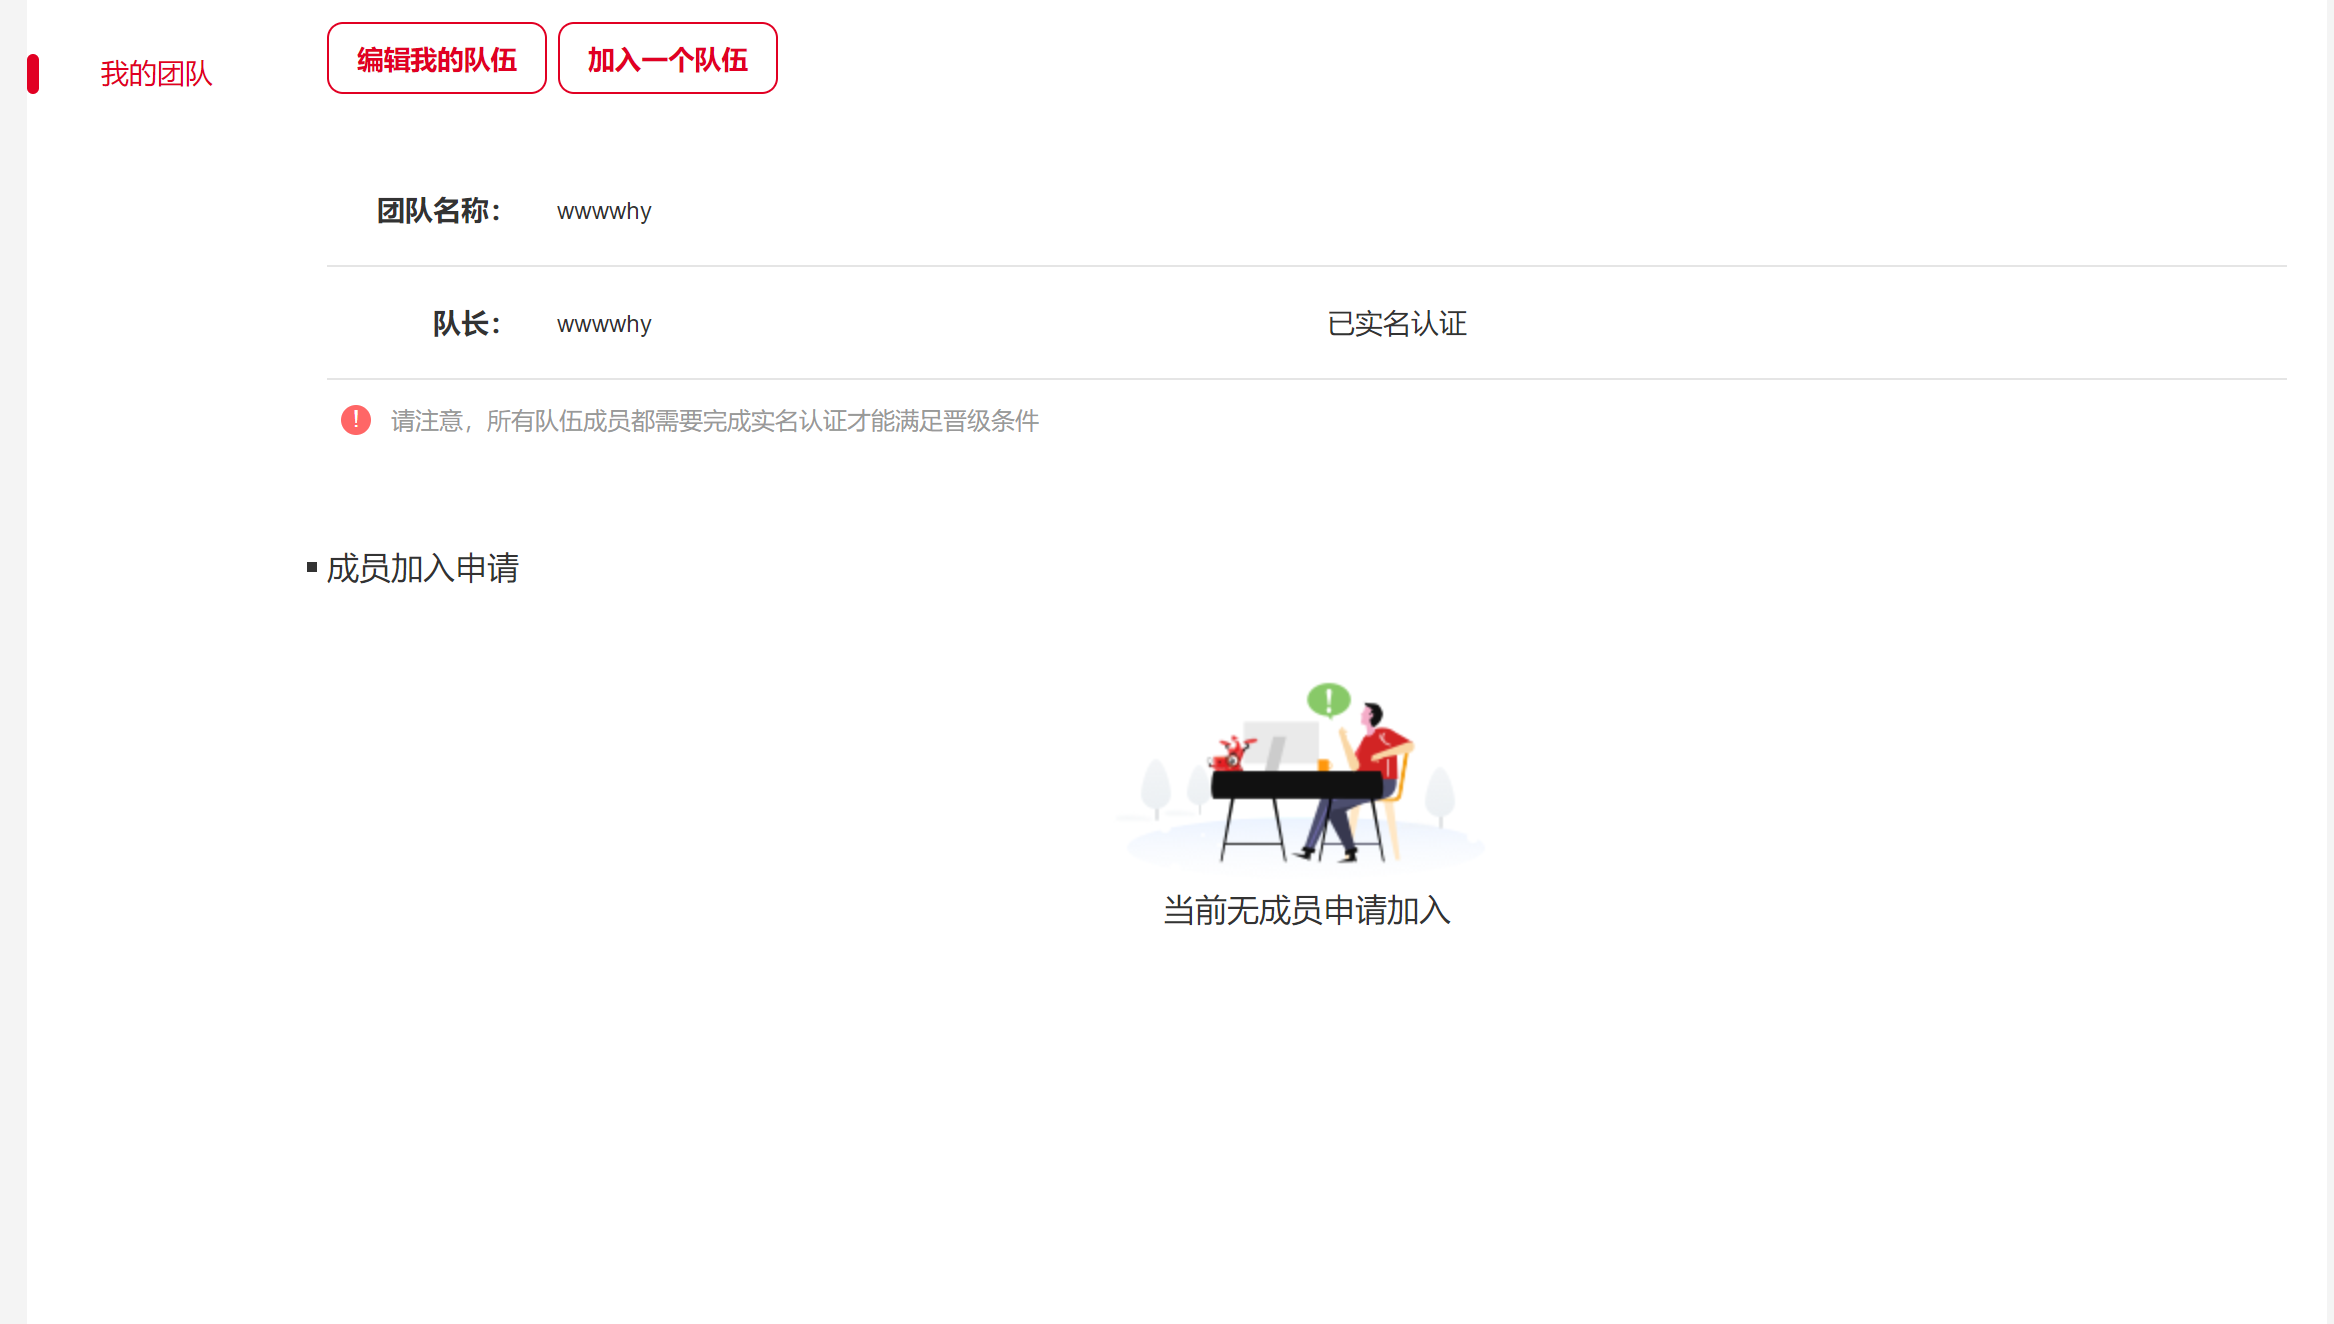 我的团队
编辑我的队伍 加入一个队伍
团队名称： wwwwhy
队长： wwwwhy 已实名认证
! 请注意，所有队伍成员都需要完成实名认证才能满足晋级条件
成员加入申请
!
当前无成员申请加入